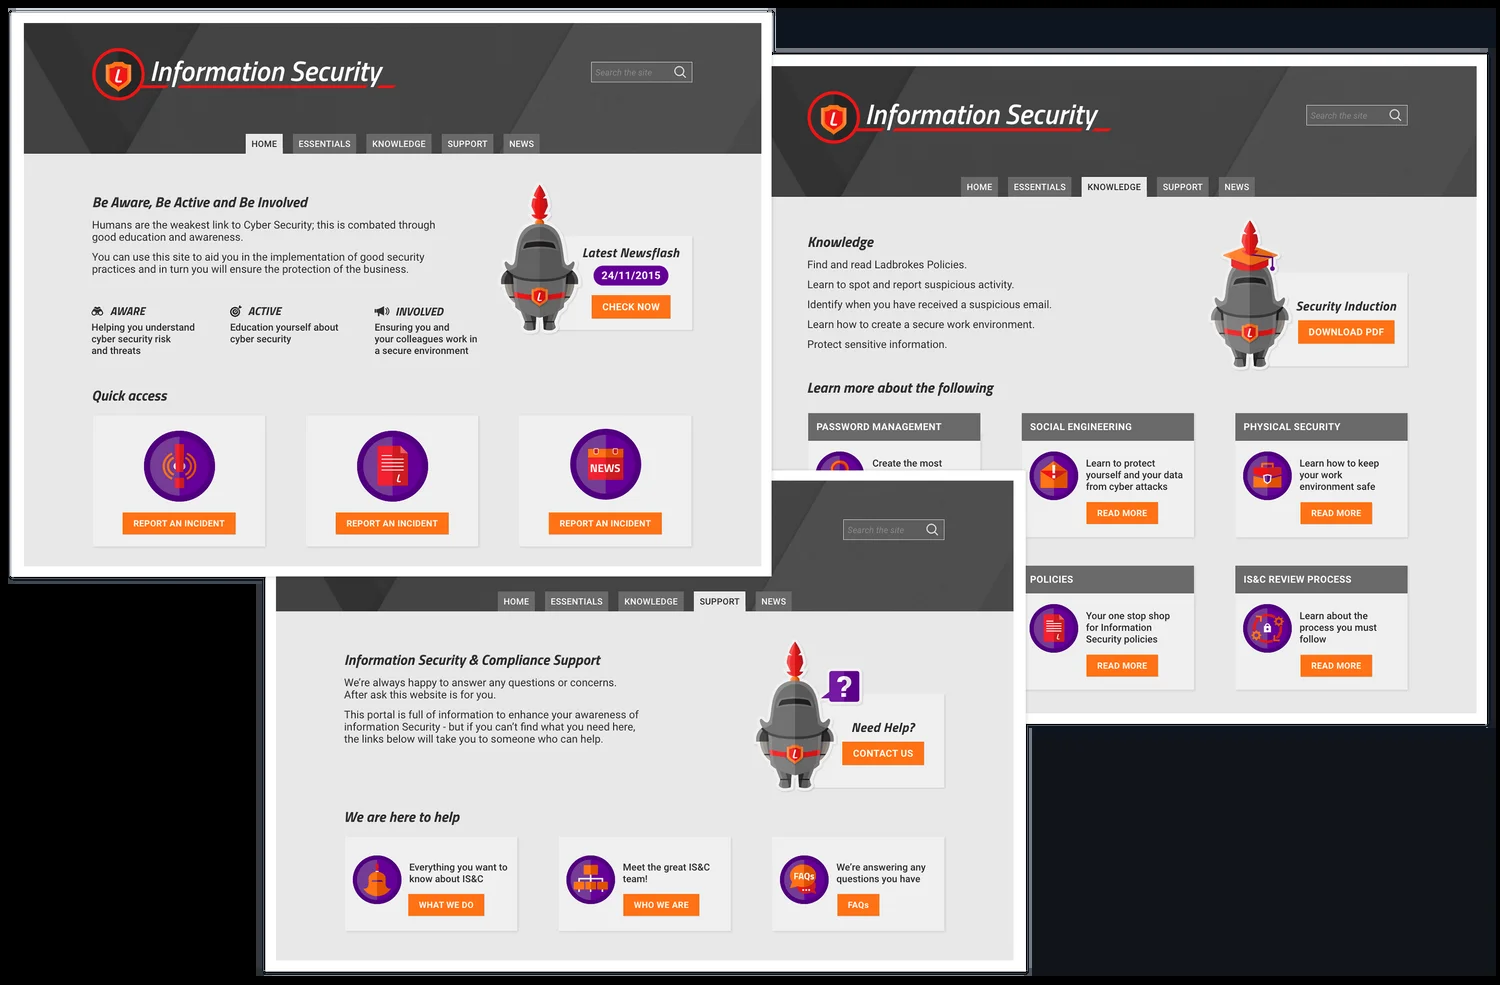 L
Information Security
Search the site
HOME
ESSENTIALS
KNOWLEDGE
SUPPORT
NEWS
Be Aware, Be Active and Be Involved
Humans are the weakest link to Cyber Security; this is combated through
good education and awareness.
You can use this site to aid you in the implementation of good security
practices and in turn you will ensure the protection of the business.
AWARE
Helping you understand
cyber security risk
and threats
ACTIVE
Education yourself about
cyber security
INVOLVED
Ensuring you and
your colleagues work in
a secure environment
L
Latest Newsflash
24/11/2015
CHECK NOW
Quick access
REPORT AN INCIDENT
L
REPORT AN INCIDENT
NEWS
REPORT AN INCIDENT
L
Information Security
Search the site
HOME
ESSENTIALS
KNOWLEDGE
SUPPORT
NEWS
Knowledge
Find and read Ladbrokes Policies.
Learn to spot and report suspicious activity.
Identify when you have received a suspicious email.
Learn how to create a secure work environment.
Protect sensitive information.
L
Security Induction
DOWNLOAD PDF
Learn more about the following
PASSWORD MANAGEMENT
Create the most
SOCIAL ENGINEERING
Learn to protect
yourself and your data
from cyber attacks
READ MORE
PHYSICAL SECURITY
Learn how to keep
your work
environment safe
READ MORE
POLICIES
L
Your one stop shop
for Information
Security policies
READ MORE
IS&C REVIEW PROCESS
Learn about the
process you must
follow
READ MORE
Search the site
HOME
ESSENTIALS
KNOWLEDGE
SUPPORT
NEWS
Information Security & Compliance Support
We're always happy to answer any questions or concerns.
After ask this website is for you.
This portal is full of information to enhance your awareness of
information Security - but if you can't find what you need here,
the links below will take you to someone who can help.
?
L
Need Help?
CONTACT US
We are here to help
Everything you want to
know about IS&C
WHAT WE DO
Meet the great IS&C
team!
WHO WE ARE
FAQs
We're answering any
questions you have
FAQs